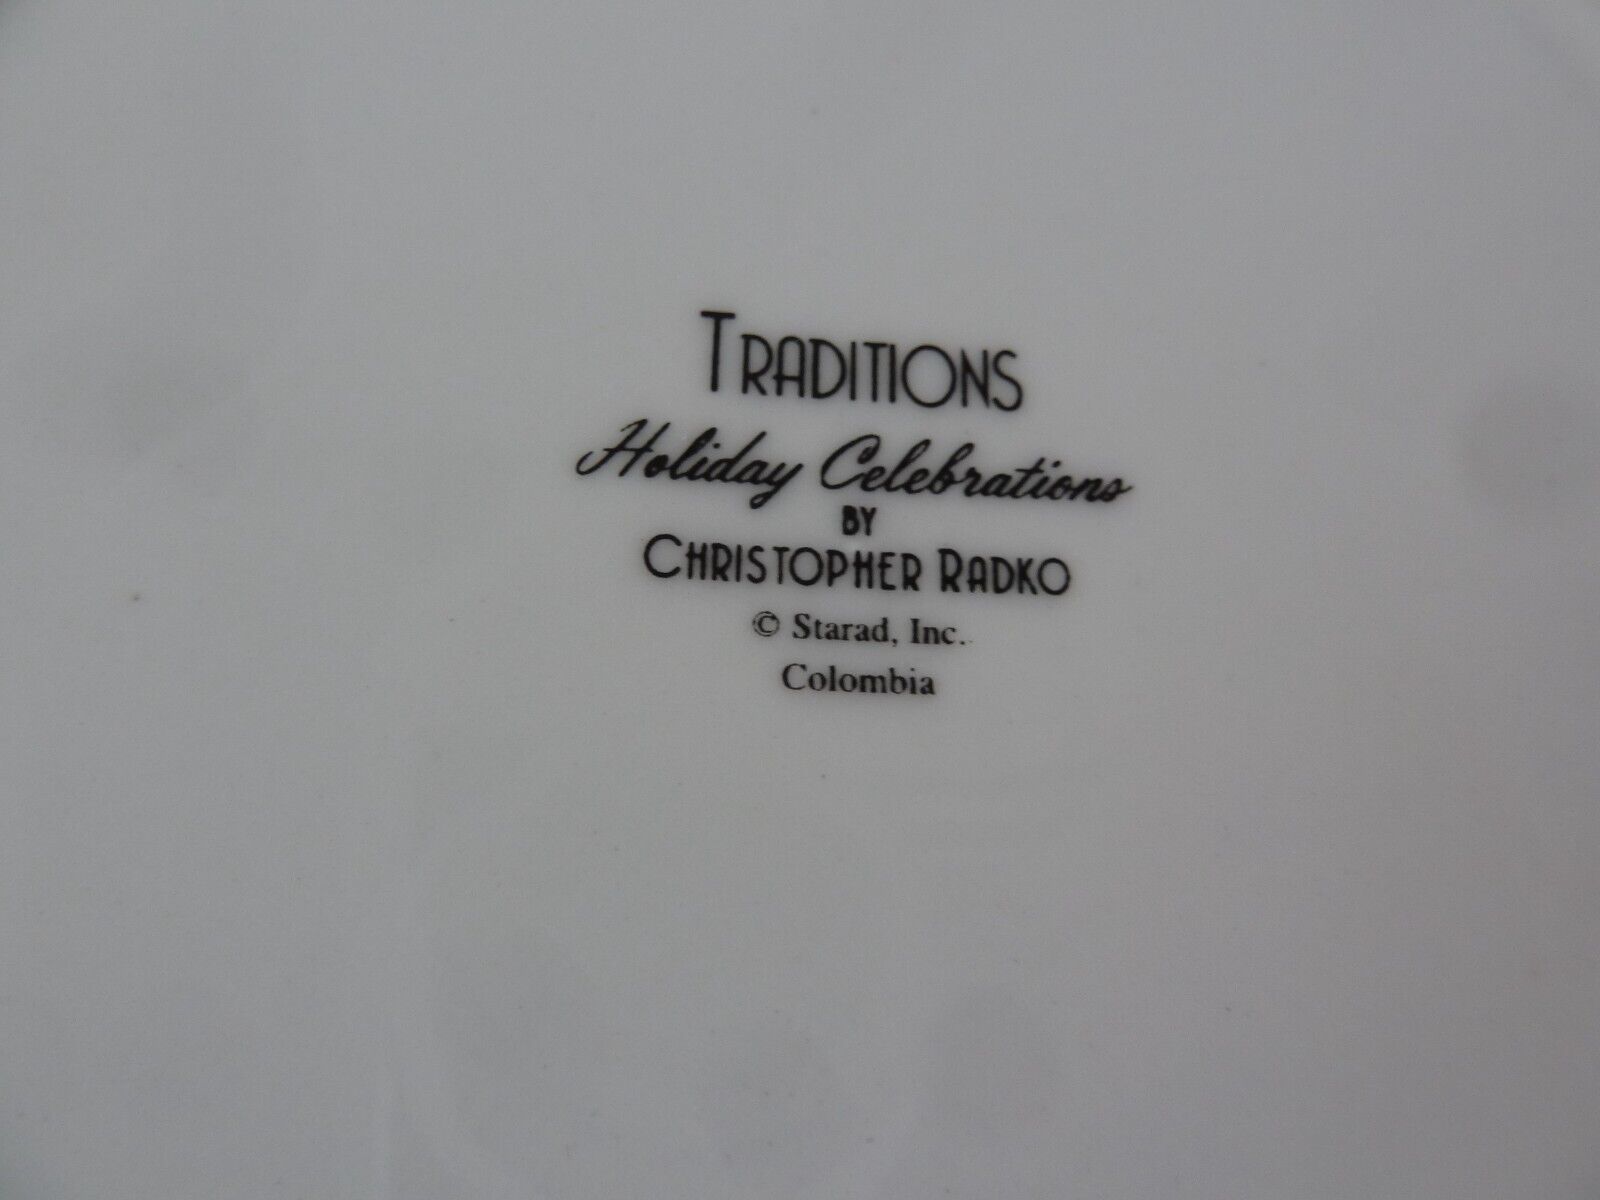 TRADITIONS
Holiday Celebrations
BY
CHRISTOPHER RADKO
© Starad, Inc.
Colombia